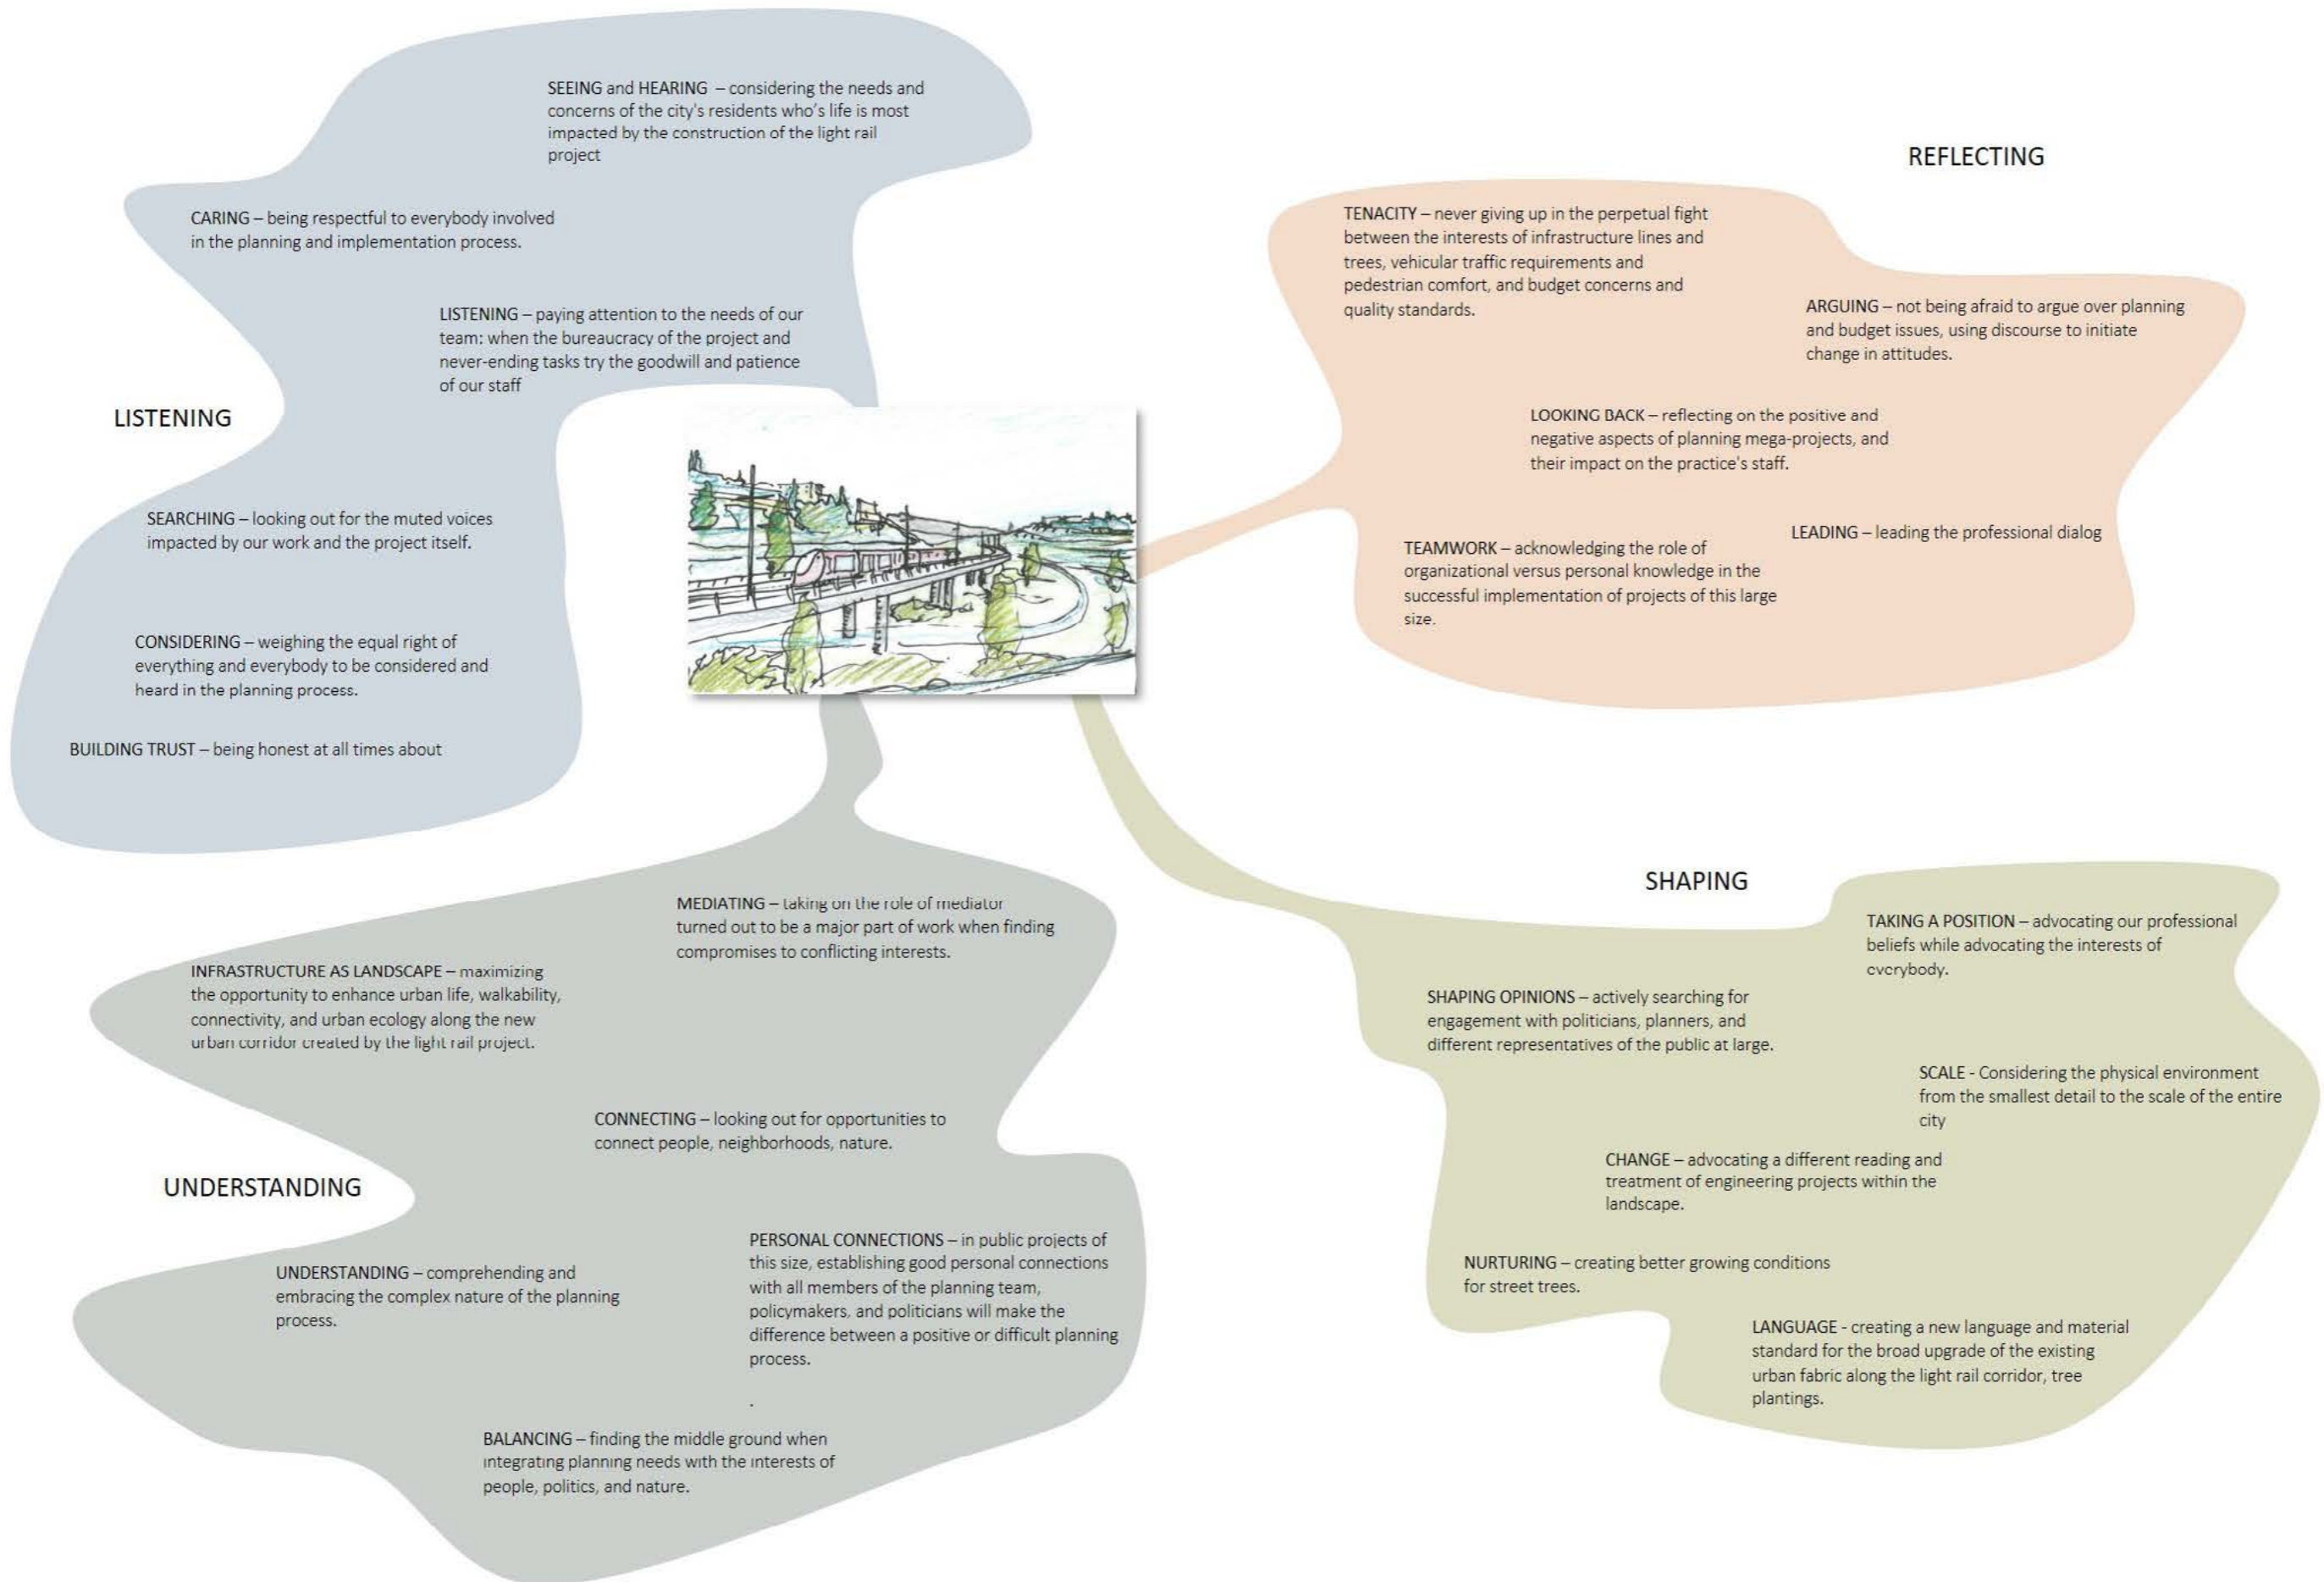 SEEING and HEARING – considering the needs and
concerns of the city's residents who's life is most
impacted by the construction of the light rail
project
CARING – being respectful to everybody involved
in the planning and implementation process.
LISTENING – paying attention to the needs of our
team: when the bureaucracy of the project and
never-ending tasks try the goodwill and patience
of our staff
LISTENING
SEARCHING – looking out for the muted voices
impacted by our work and the project itself.
CONSIDERING – weighing the equal right of
everything and everybody to be considered and
heard in the planning process.
BUILDING TRUST – being honest at all times about
REFLECTING
TENACITY – never giving up in the perpetual fight
between the interests of infrastructure lines and
trees, vehicular traffic requirements and
pedestrian comfort, and budget concerns and
quality standards.
ARGUING – not being afraid to argue over planning
and budget issues, using discourse to initiate
change in attitudes.
LOOKING BACK – reflecting on the positive and
negative aspects of planning mega-projects, and
their impact on the practice's staff.
LEADING – leading the professional dialog
TEAMWORK – acknowledging the role of
organizational versus personal knowledge in the
successful implementation of projects of this large
size.
MEDIATING – taking on the role of mediator
turned out to be a major part of work when finding
compromises to conflicting interests.
INFRASTRUCTURE AS LANDSCAPE – maximizing
the opportunity to enhance urban life, walkability,
connectivity, and urban ecology along the new
urban corridor created by the light rail project.
CONNECTING – looking out for opportunities to
connect people, neighborhoods, nature.
UNDERSTANDING
PERSONAL CONNECTIONS – in public projects of
this size, establishing good personal connections
with all members of the planning team,
policymakers, and politicians will make the
difference between a positive or difficult planning
process.
.
UNDERSTANDING – comprehending and
embracing the complex nature of the planning
process.
BALANCING – finding the middle ground when
integrating planning needs with the interests of
people, politics, and nature.
SHAPING
TAKING A POSITION – advocating our professional
beliefs while advocating the interests of
everybody.
SHAPING OPINIONS – actively searching for
engagement with politicians, planners, and
different representatives of the public at large.
SCALE - Considering the physical environment
from the smallest detail to the scale of the entire
city
CHANGE – advocating a different reading and
treatment of engineering projects within the
landscape.
NURTURING – creating better growing conditions
for street trees.
LANGUAGE - creating a new language and material
standard for the broad upgrade of the existing
urban fabric along the light rail corridor, tree
plantings.